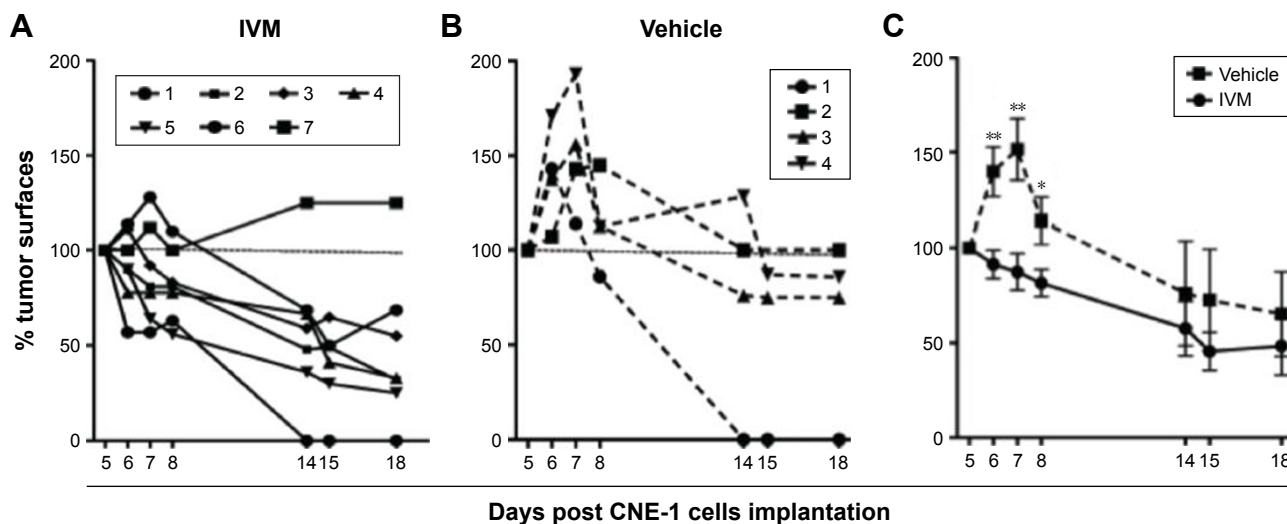 A
IVM
B
Vehicle
C
% tumor surfaces
200
150
100
50
0
1 2 3 4
5 6 7
5 6 7 8 14 15 18
200
150
100
50
0
1
2
3
4
5 6 7 8 14 15 18
200
150
100
50
0
Vehicle
IVM
** ** *
5 6 7 8 14 15 18
Days post CNE-1 cells implantation